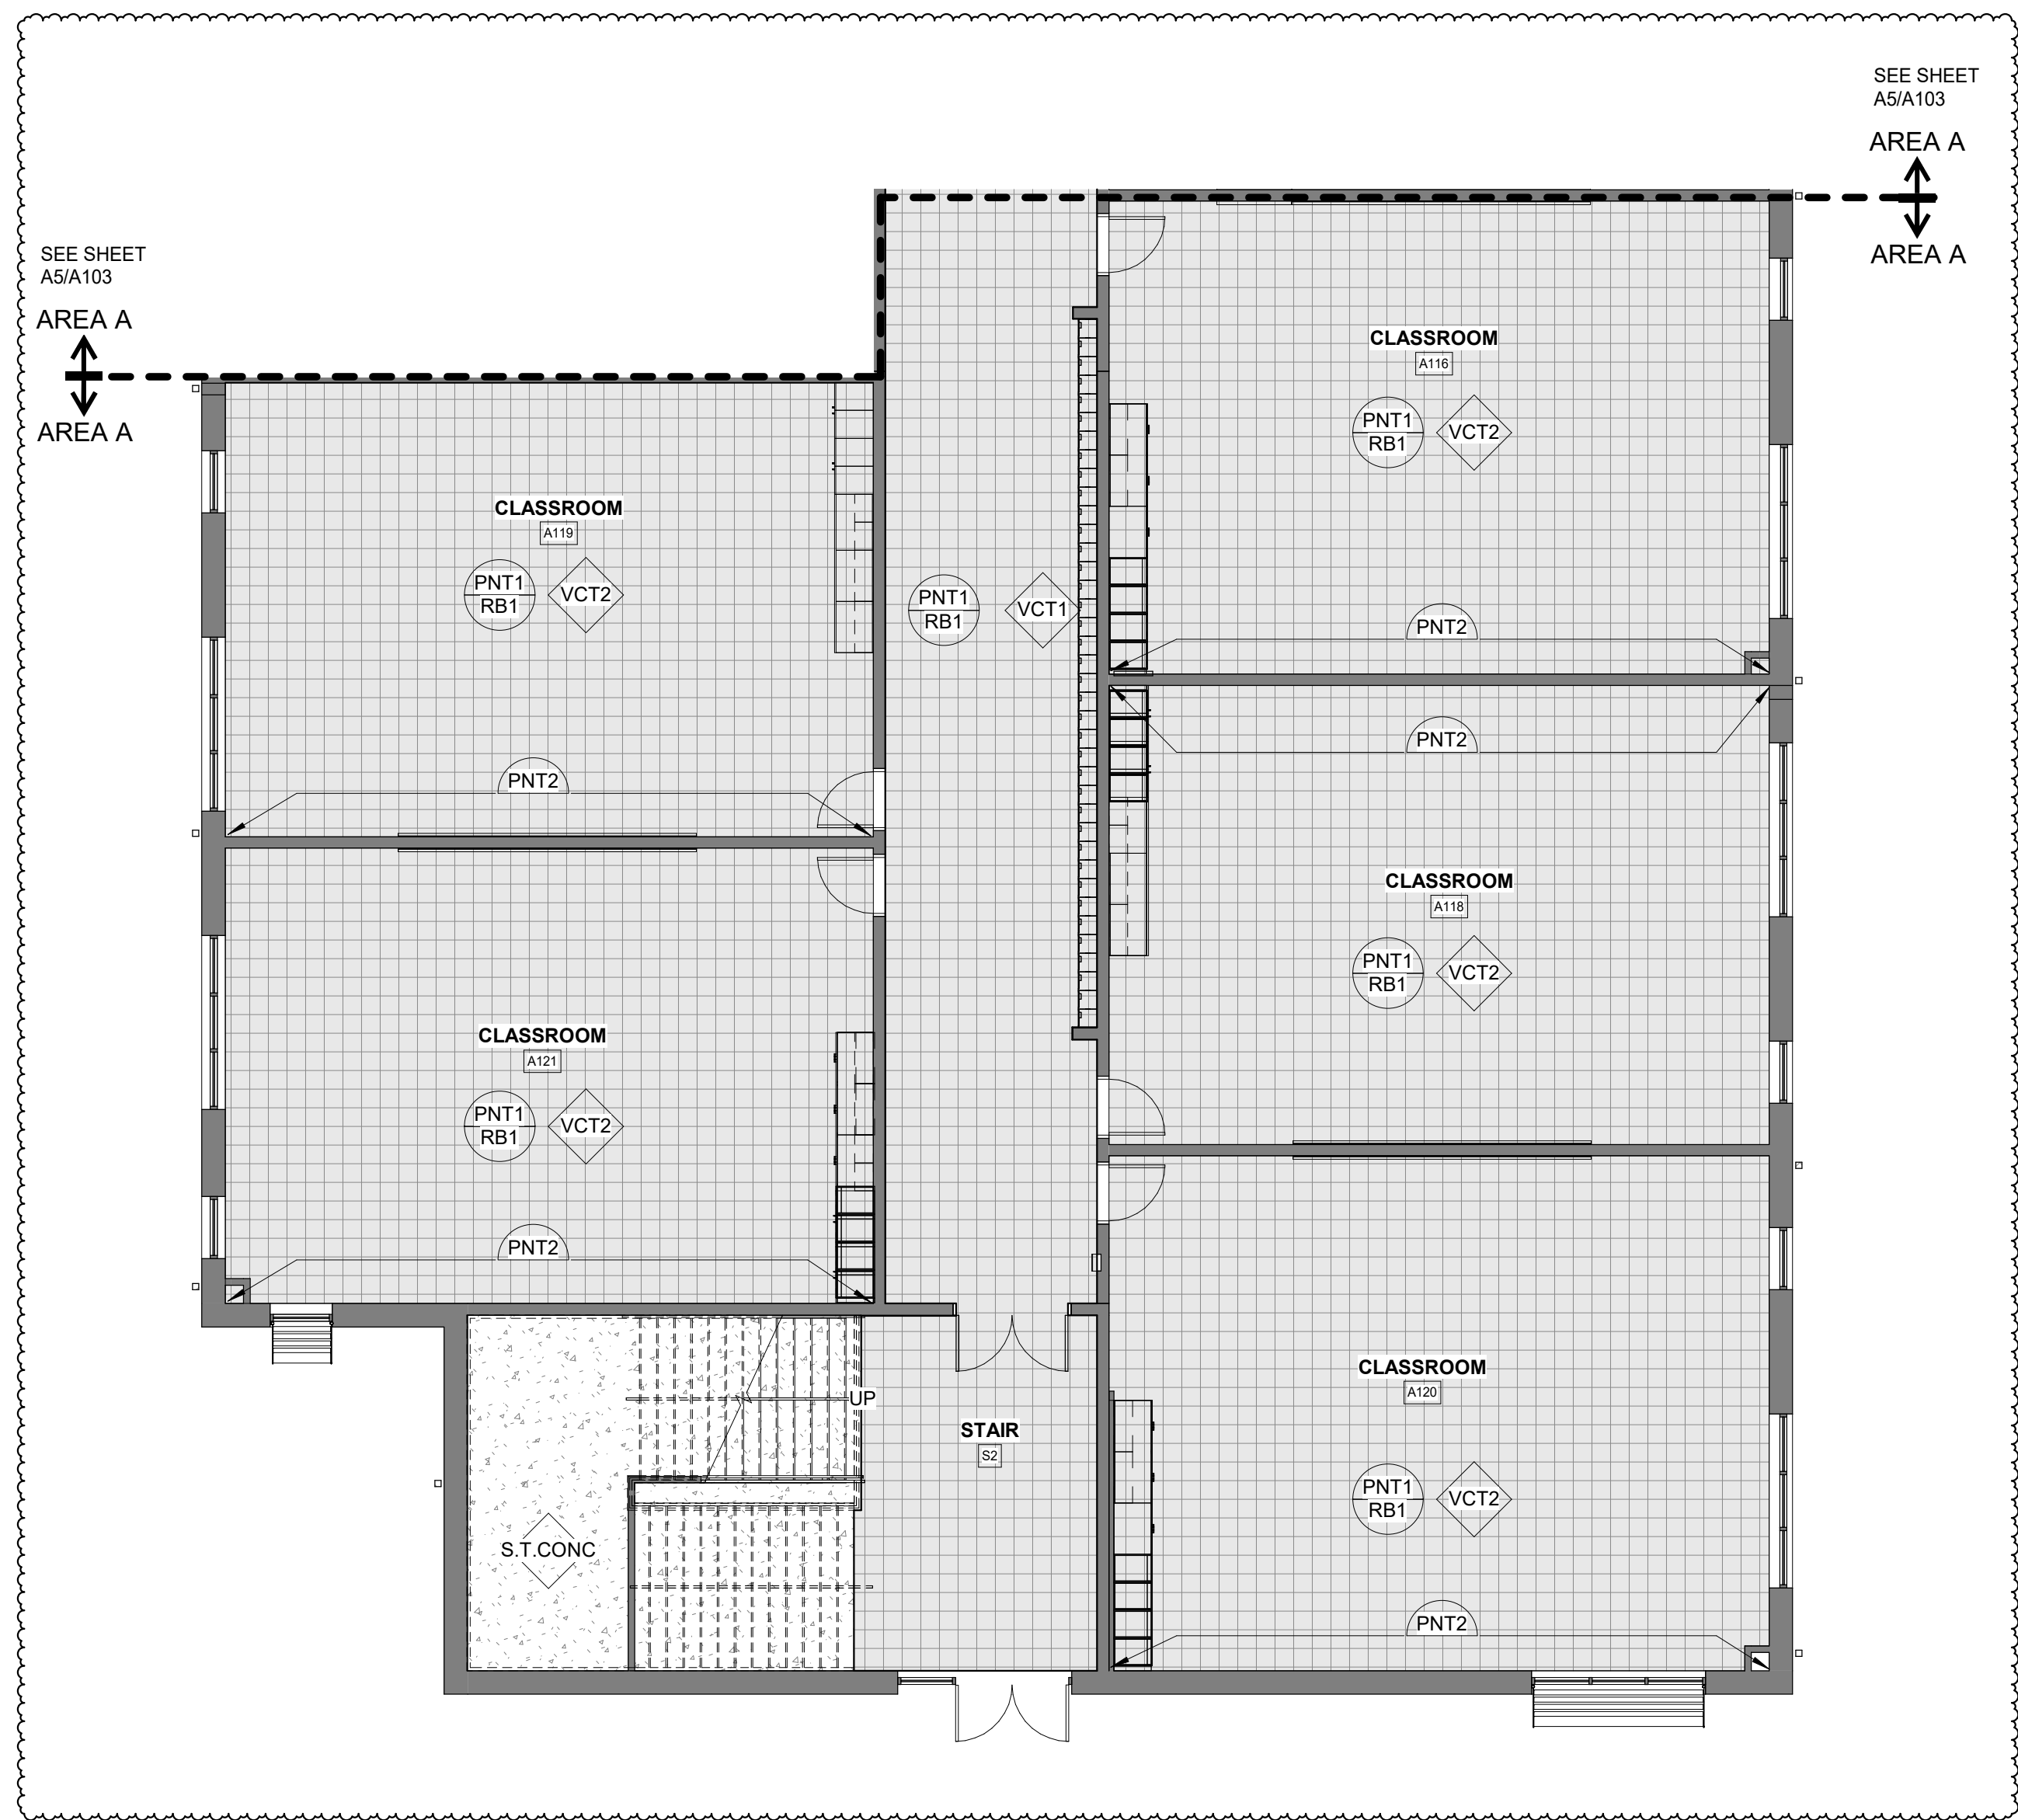 SEE SHEET
A5/A103
AREA A
AREA A
SEE SHEET
A5/A103
AREA A
AREA A
CLASSROOM
A116
PNT1
RB1
VCT2
PNT2
CLASSROOM
A119
PNT1
RB1
VCT2
PNT2
PNT1
RB1
VCT1
PNT2
CLASSROOM
A118
PNT1
RB1
VCT2
CLASSROOM
A121
PNT1
RB1
VCT2
PNT2
UP
STAIR
S2
S.T.CONC
CLASSROOM
A120
PNT1
RB1
VCT2
PNT2